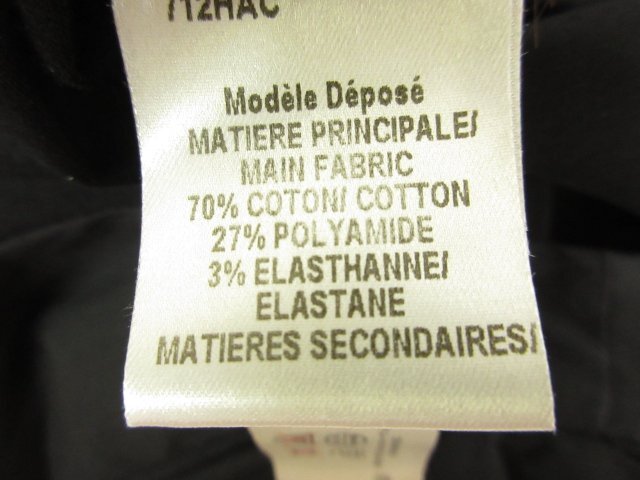 712HAC
Modèle Déposé
MATIERE PRINCIPALE/
MAIN FABRIC
70% COTON/ COTTON
27% POLYAMIDE
3% ELASTHANNE/
ELASTANE
MATIERES SECONDAIRES/